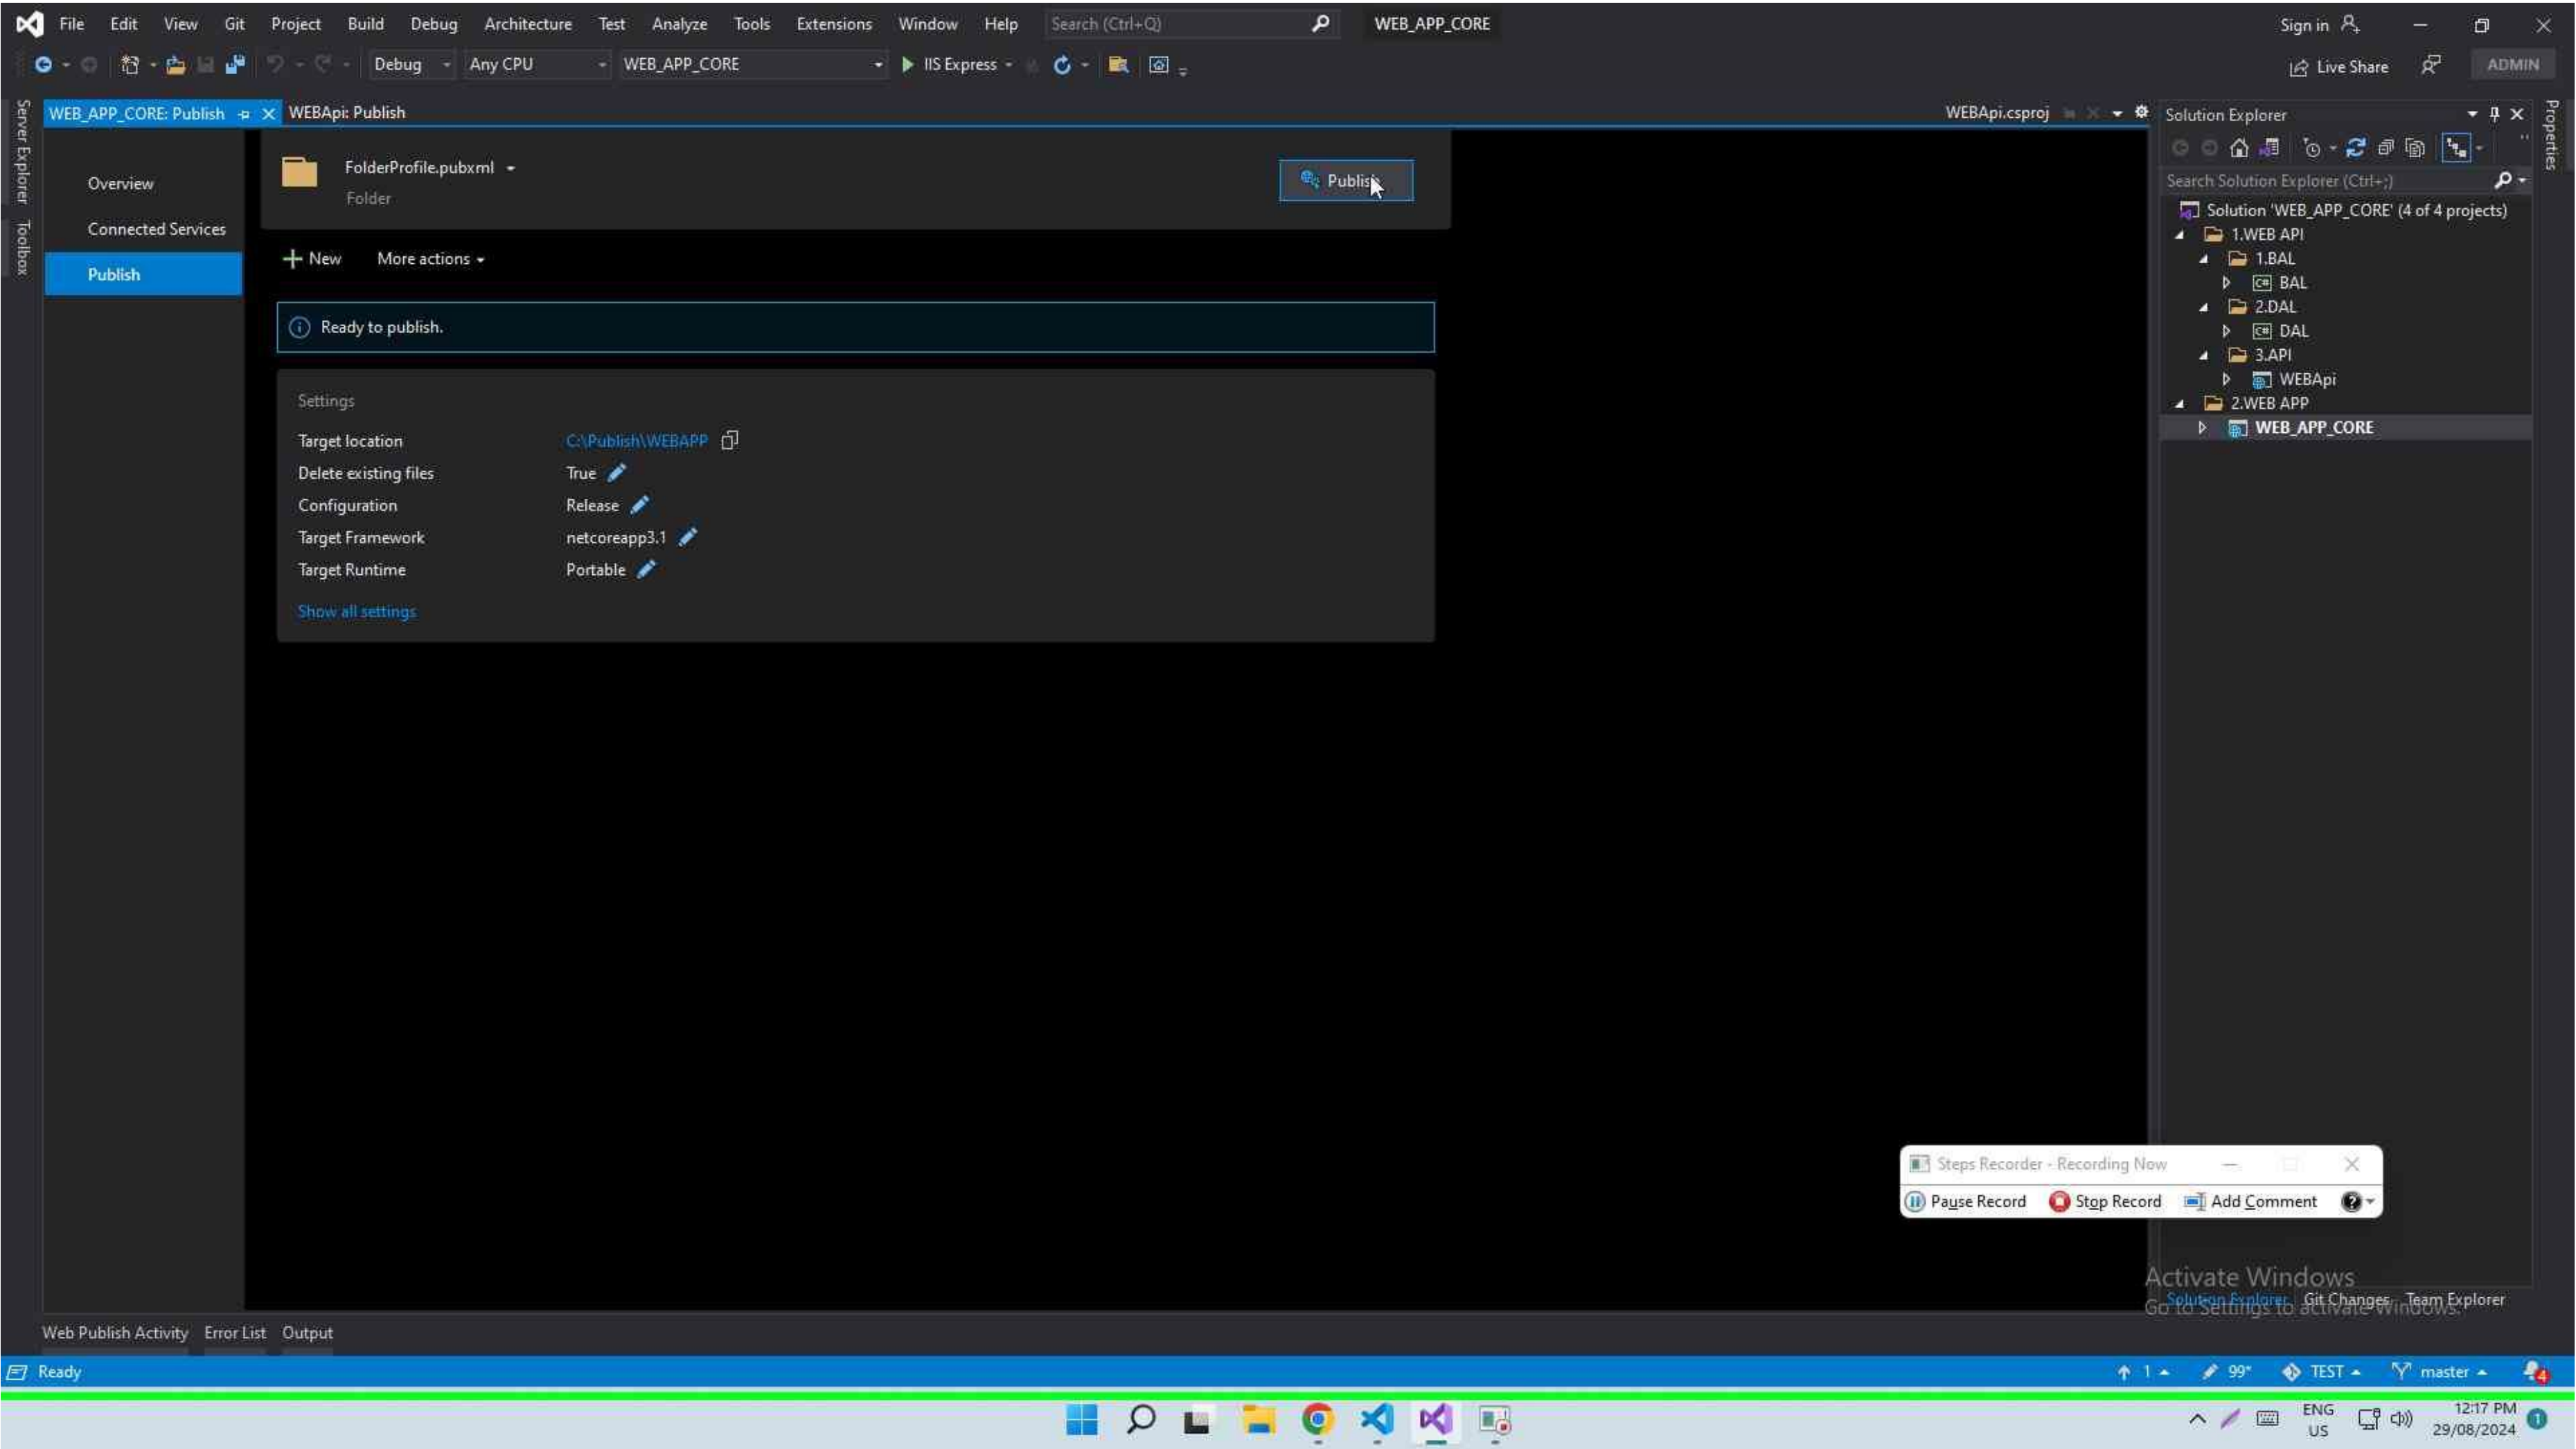 File Edit View Git Project Build Debug Architecture Test Analyze Tools Extensions Window Help Search (Ctrl+Q) WEB_APP_CORE Sign in
Debug Any CPU WEB_APP_CORE IIS Express Live Share ADMIN
Server Explorer
Toolbox
WEB_APP_CORE: Publish WEBApi: Publish WEBApi.csproj
Overview
Connected Services
Publish
FolderProfile.pubxml
Folder
Publish
New More actions
Ready to publish.
Settings
Target location C:\Publish\WEBAPP
Delete existing files True
Configuration Release
Target Framework netcoreapp3.1
Target Runtime Portable
Show all settings
Solution Explorer
Search Solution Explorer (Ctrl+;)
Solution 'WEB_APP_CORE' (4 of 4 projects)
1.WEB API
1.BAL
C# BAL
2.DAL
C# DAL
3.API
WEBApi
2.WEB APP
WEB_APP_CORE
Properties
Steps Recorder - Recording Now
Pause Record Stop Record Add Comment
Activate Windows
Go to Settings to activate Windows.
Solution Explorer Git Changes Team Explorer
Web Publish Activity Error List Output
Ready 1 99+ TEST master 4
ENG
US
12:17 PM
29/08/2024
1